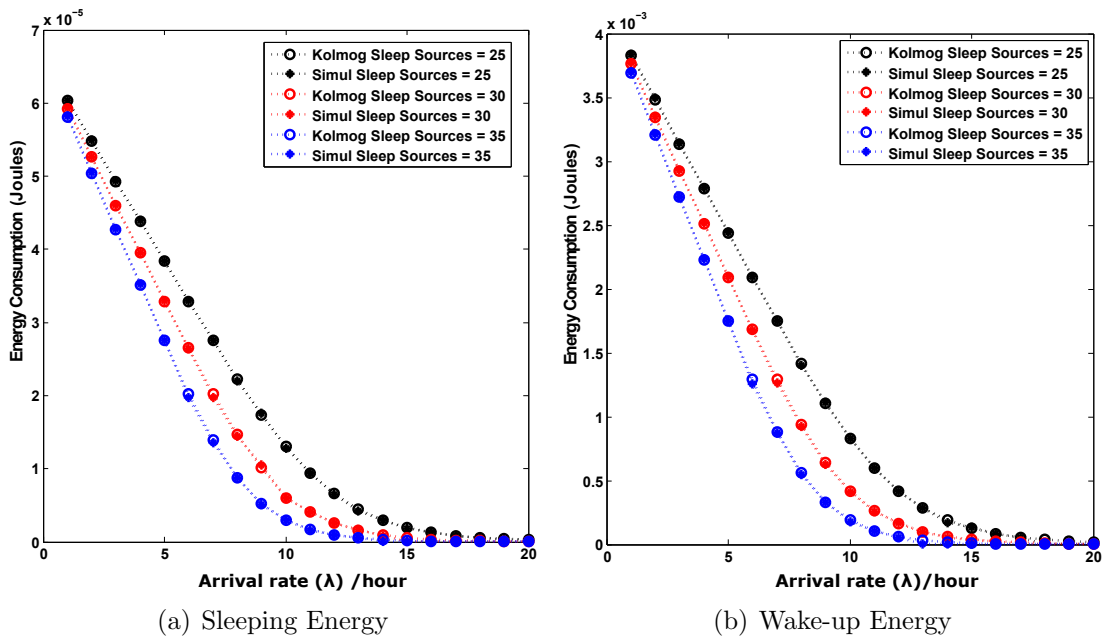 x 10⁻⁵
7
6
5
4
3
2
1
0
0
5
10
15
20
Energy Consumption (Joules)
Arrival rate (λ) /hour
Kolmog Sleep Sources = 25
Simul Sleep Sources = 25
Kolmog Sleep Sources = 30
Simul Sleep Sources = 30
Kolmog Sleep Sources = 35
Simul Sleep Sources = 35
(a) Sleeping Energy
x 10⁻³
4
3.5
3
2.5
2
1.5
1
0.5
0
0
5
10
15
20
Energy Consumption (Joules)
Arrival rate (λ)/hour
Kolmog Sleep Sources = 25
Simul Sleep Sources = 25
Kolmog Sleep Sources = 30
Simul Sleep Sources = 30
Kolmog Sleep Sources = 35
Simul Sleep Sources = 35
(b) Wake-up Energy